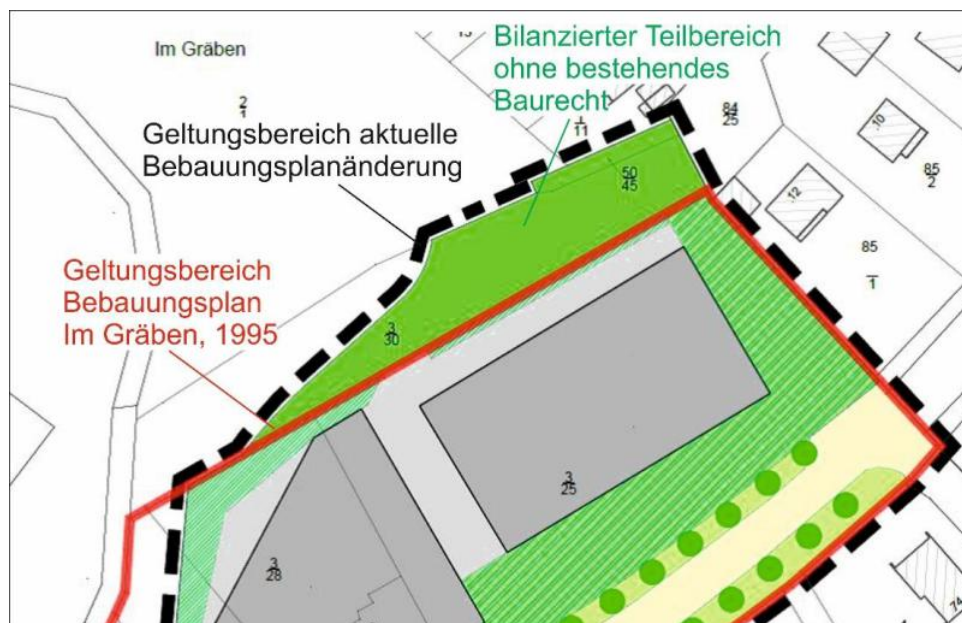 Im Gräben
Bilanzierter Teilbereich
ohne bestehendes
Baurecht
2
1
Geltungsbereich aktuelle
Bebauungsplanänderung
1
11
84
25
10
85
2
50
45
12
85
1
Geltungsbereich
Bebauungsplan
Im Gräben, 1995
3
30
3
25
3
28
74